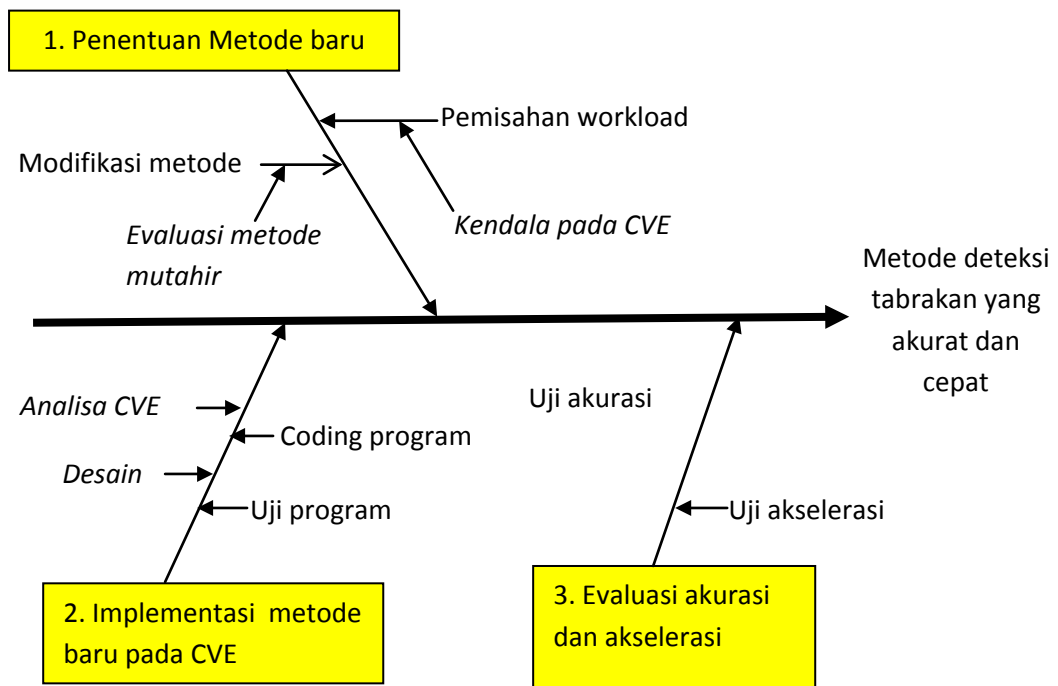 1. Penentuan Metode baru
Pemisahan workload
Modifikasi metode
Kendala pada CVE
Evaluasi metode
mutahir
Metode deteksi
tabrakan yang
akurat dan
cepat
Analisa CVE
Coding program
Desain
Uji program
Uji akurasi
Uji akselerasi
2. Implementasi metode
baru pada CVE
3. Evaluasi akurasi
dan akselerasi